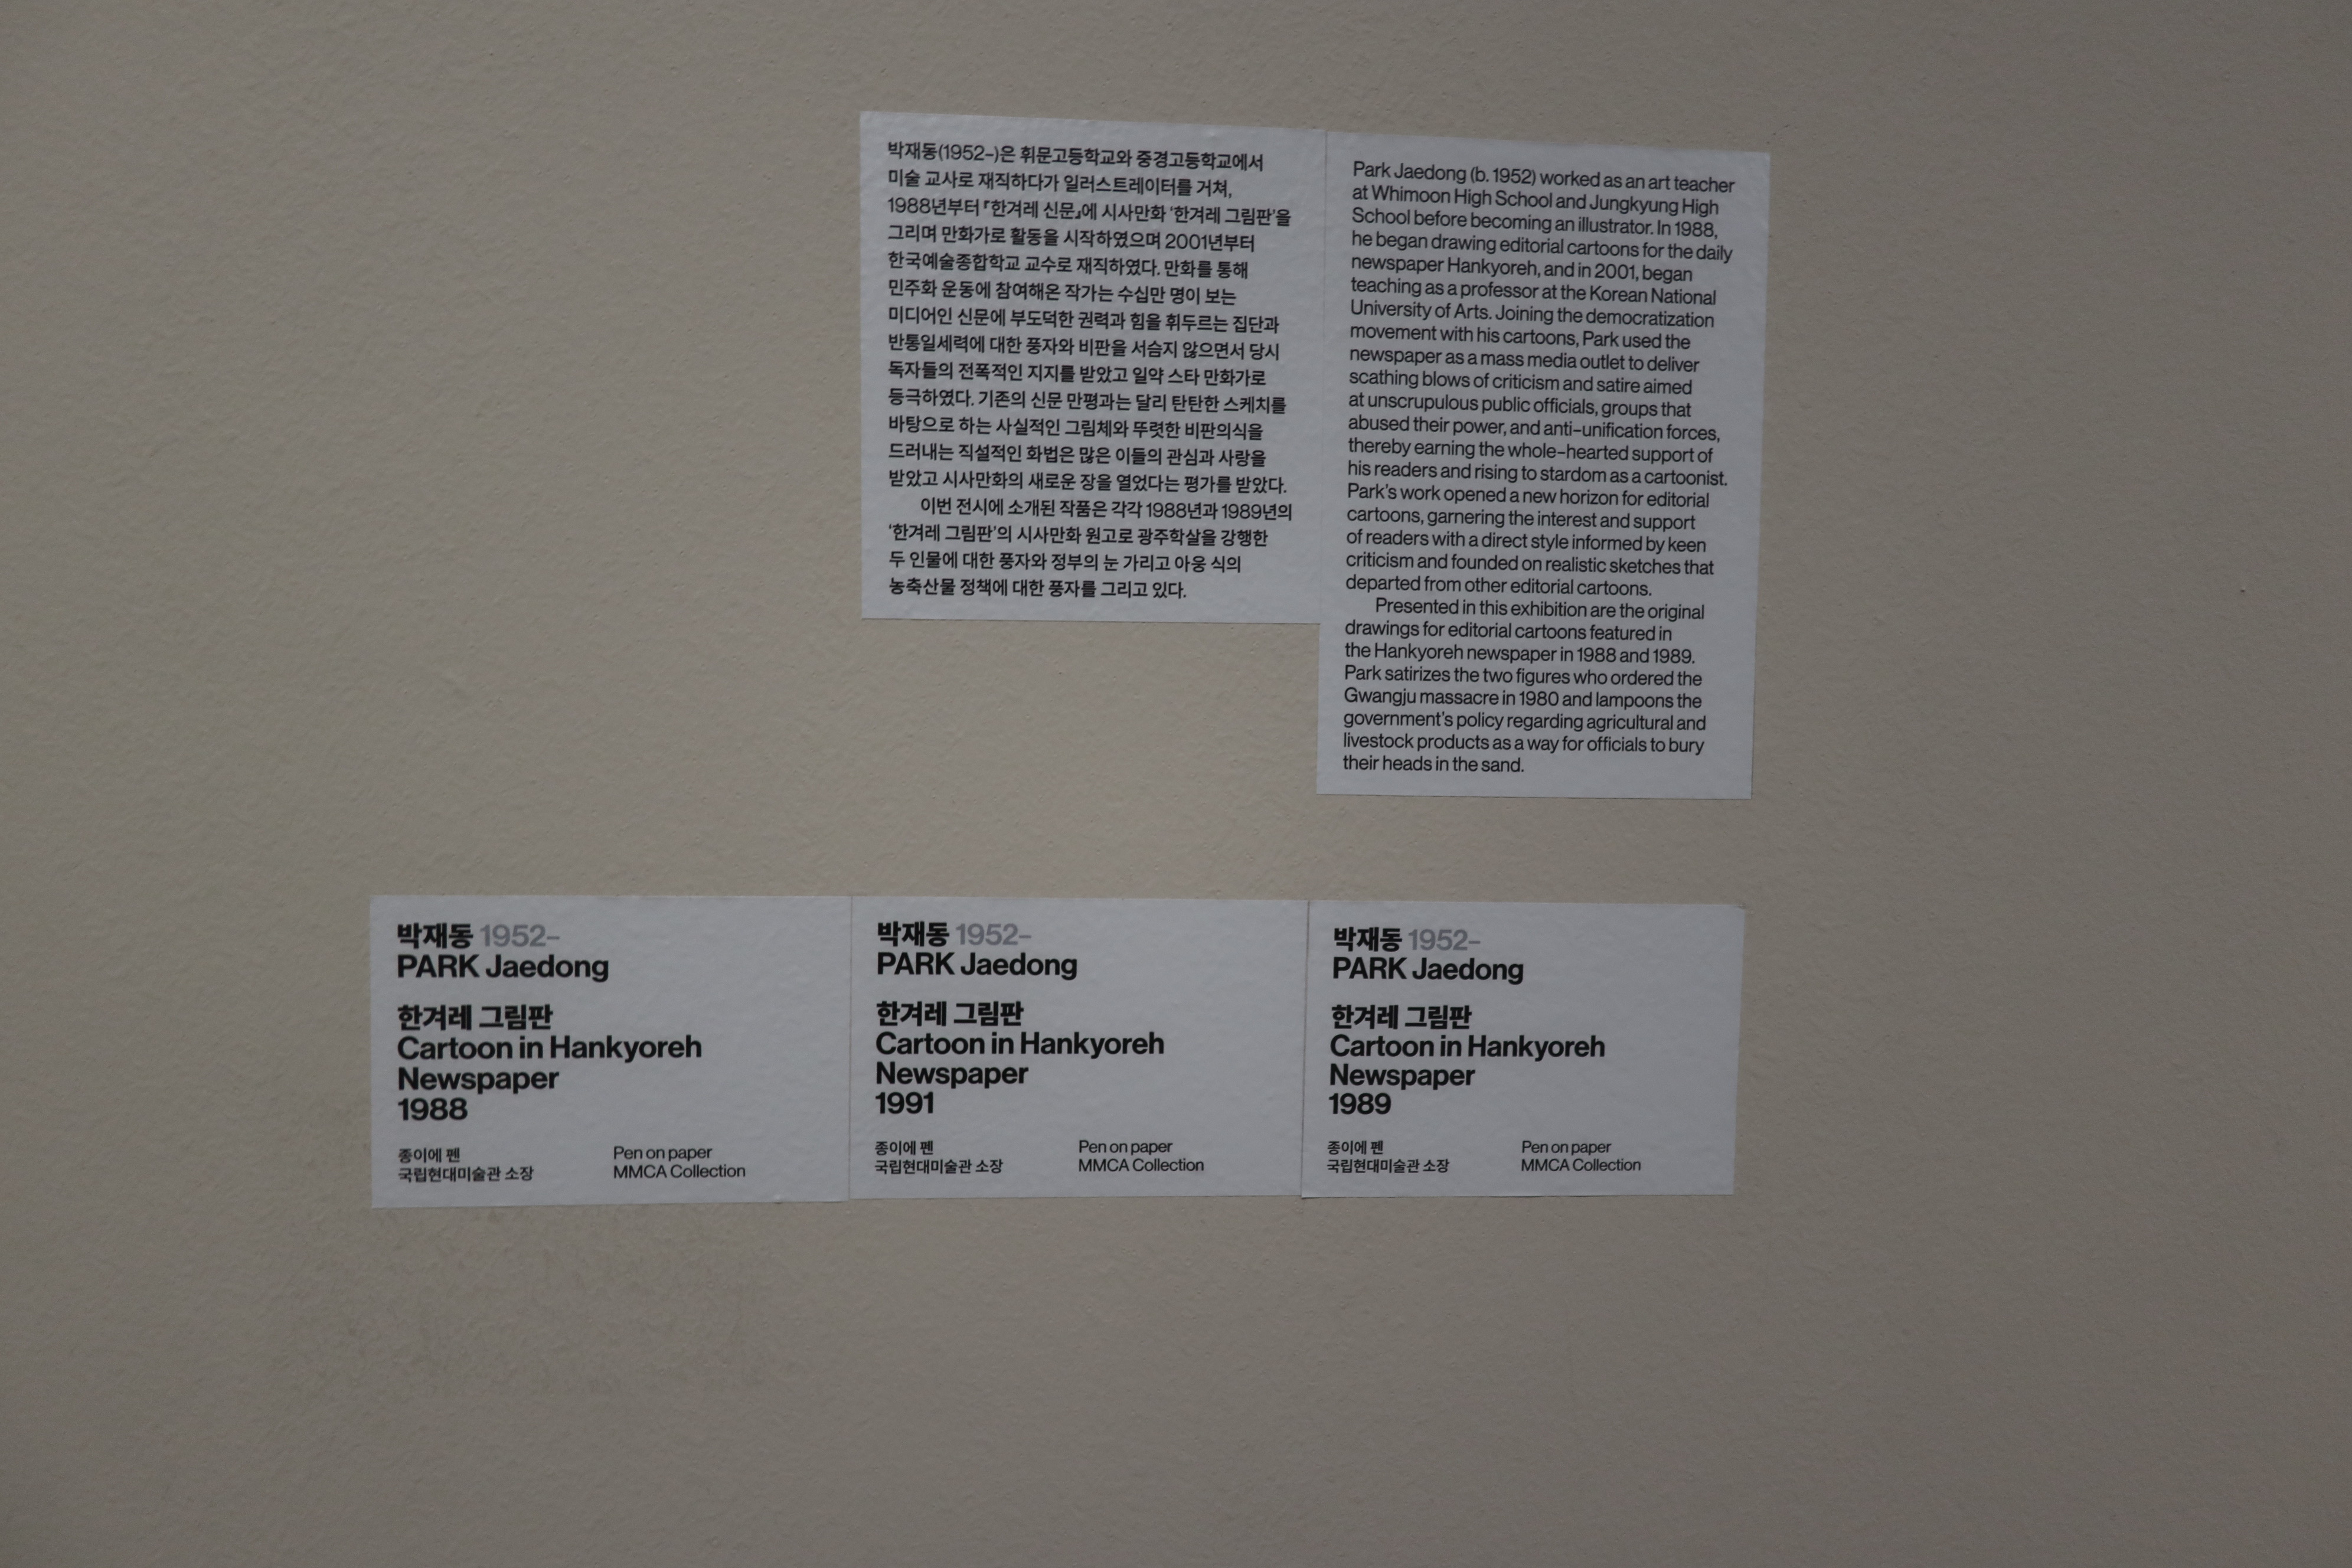 박재동(1952–)은 휘문고등학교와 중경고등학교에서
미술 교사로 재직하다가 일러스트레이터를 거쳐,
1988년부터 『한겨레 신문』에 시사만화 ‘한겨레 그림판’을
그리며 만화가로 활동을 시작하였으며 2001년부터
한국예술종합학교 교수로 재직하였다. 만화를 통해
민주화 운동에 참여해온 작가는 수십만 명이 보는
미디어인 신문에 부도덕한 권력과 힘을 휘두르는 집단과
반통일세력에 대한 풍자와 비판을 서슴지 않으면서 당시
독자들의 전폭적인 지지를 받았고 일약 스타 만화가로
등극하였다. 기존의 신문 만평과는 달리 탄탄한 스케치를
바탕으로 하는 사실적인 그림체와 뚜렷한 비판의식을
드러내는 직설적인 화법은 많은 이들의 관심과 사랑을
받았고 시사만화의 새로운 장을 열었다는 평가를 받았다.
이번 전시에 소개된 작품은 각각 1988년과 1989년의
‘한겨레 그림판’의 시사만화 원고로 광주학살을 강행한
두 인물에 대한 풍자와 정부의 눈 가리고 아웅 식의
농축산물 정책에 대한 풍자를 그리고 있다.
Park Jaedong (b. 1952) worked as an art teacher
at Whimoon High School and Jungkyung High
School before becoming an illustrator. In 1988,
he began drawing editorial cartoons for the daily
newspaper Hankyoreh, and in 2001, began
teaching as a professor at the Korean National
University of Arts. Joining the democratization
movement with his cartoons, Park used the
newspaper as a mass media outlet to deliver
scathing blows of criticism and satire aimed
at unscrupulous public officials, groups that
abused their power, and anti-unification forces,
thereby earning the whole-hearted support of
his readers and rising to stardom as a cartoonist.
Park's work opened a new horizon for editorial
cartoons, garnering the interest and support
of readers with a direct style informed by keen
criticism and founded on realistic sketches that
departed from other editorial cartoons.
Presented in this exhibition are the original
drawings for editorial cartoons featured in
the Hankyoreh newspaper in 1988 and 1989.
Park satirizes the two figures who ordered the
Gwangju massacre in 1980 and lampoons the
government's policy regarding agricultural and
livestock products as a way for officials to bury
their heads in the sand.
박재동 1952–
PARK Jaedong
한겨레 그림판
Cartoon in Hankyoreh
Newspaper
1988
종이에 펜
국립현대미술관 소장
Pen on paper
MMCA Collection
박재동 1952–
PARK Jaedong
한겨레 그림판
Cartoon in Hankyoreh
Newspaper
1991
종이에 펜
국립현대미술관 소장
Pen on paper
MMCA Collection
박재동 1952–
PARK Jaedong
한겨레 그림판
Cartoon in Hankyoreh
Newspaper
1989
종이에 펜
국립현대미술관 소장
Pen on paper
MMCA Collection